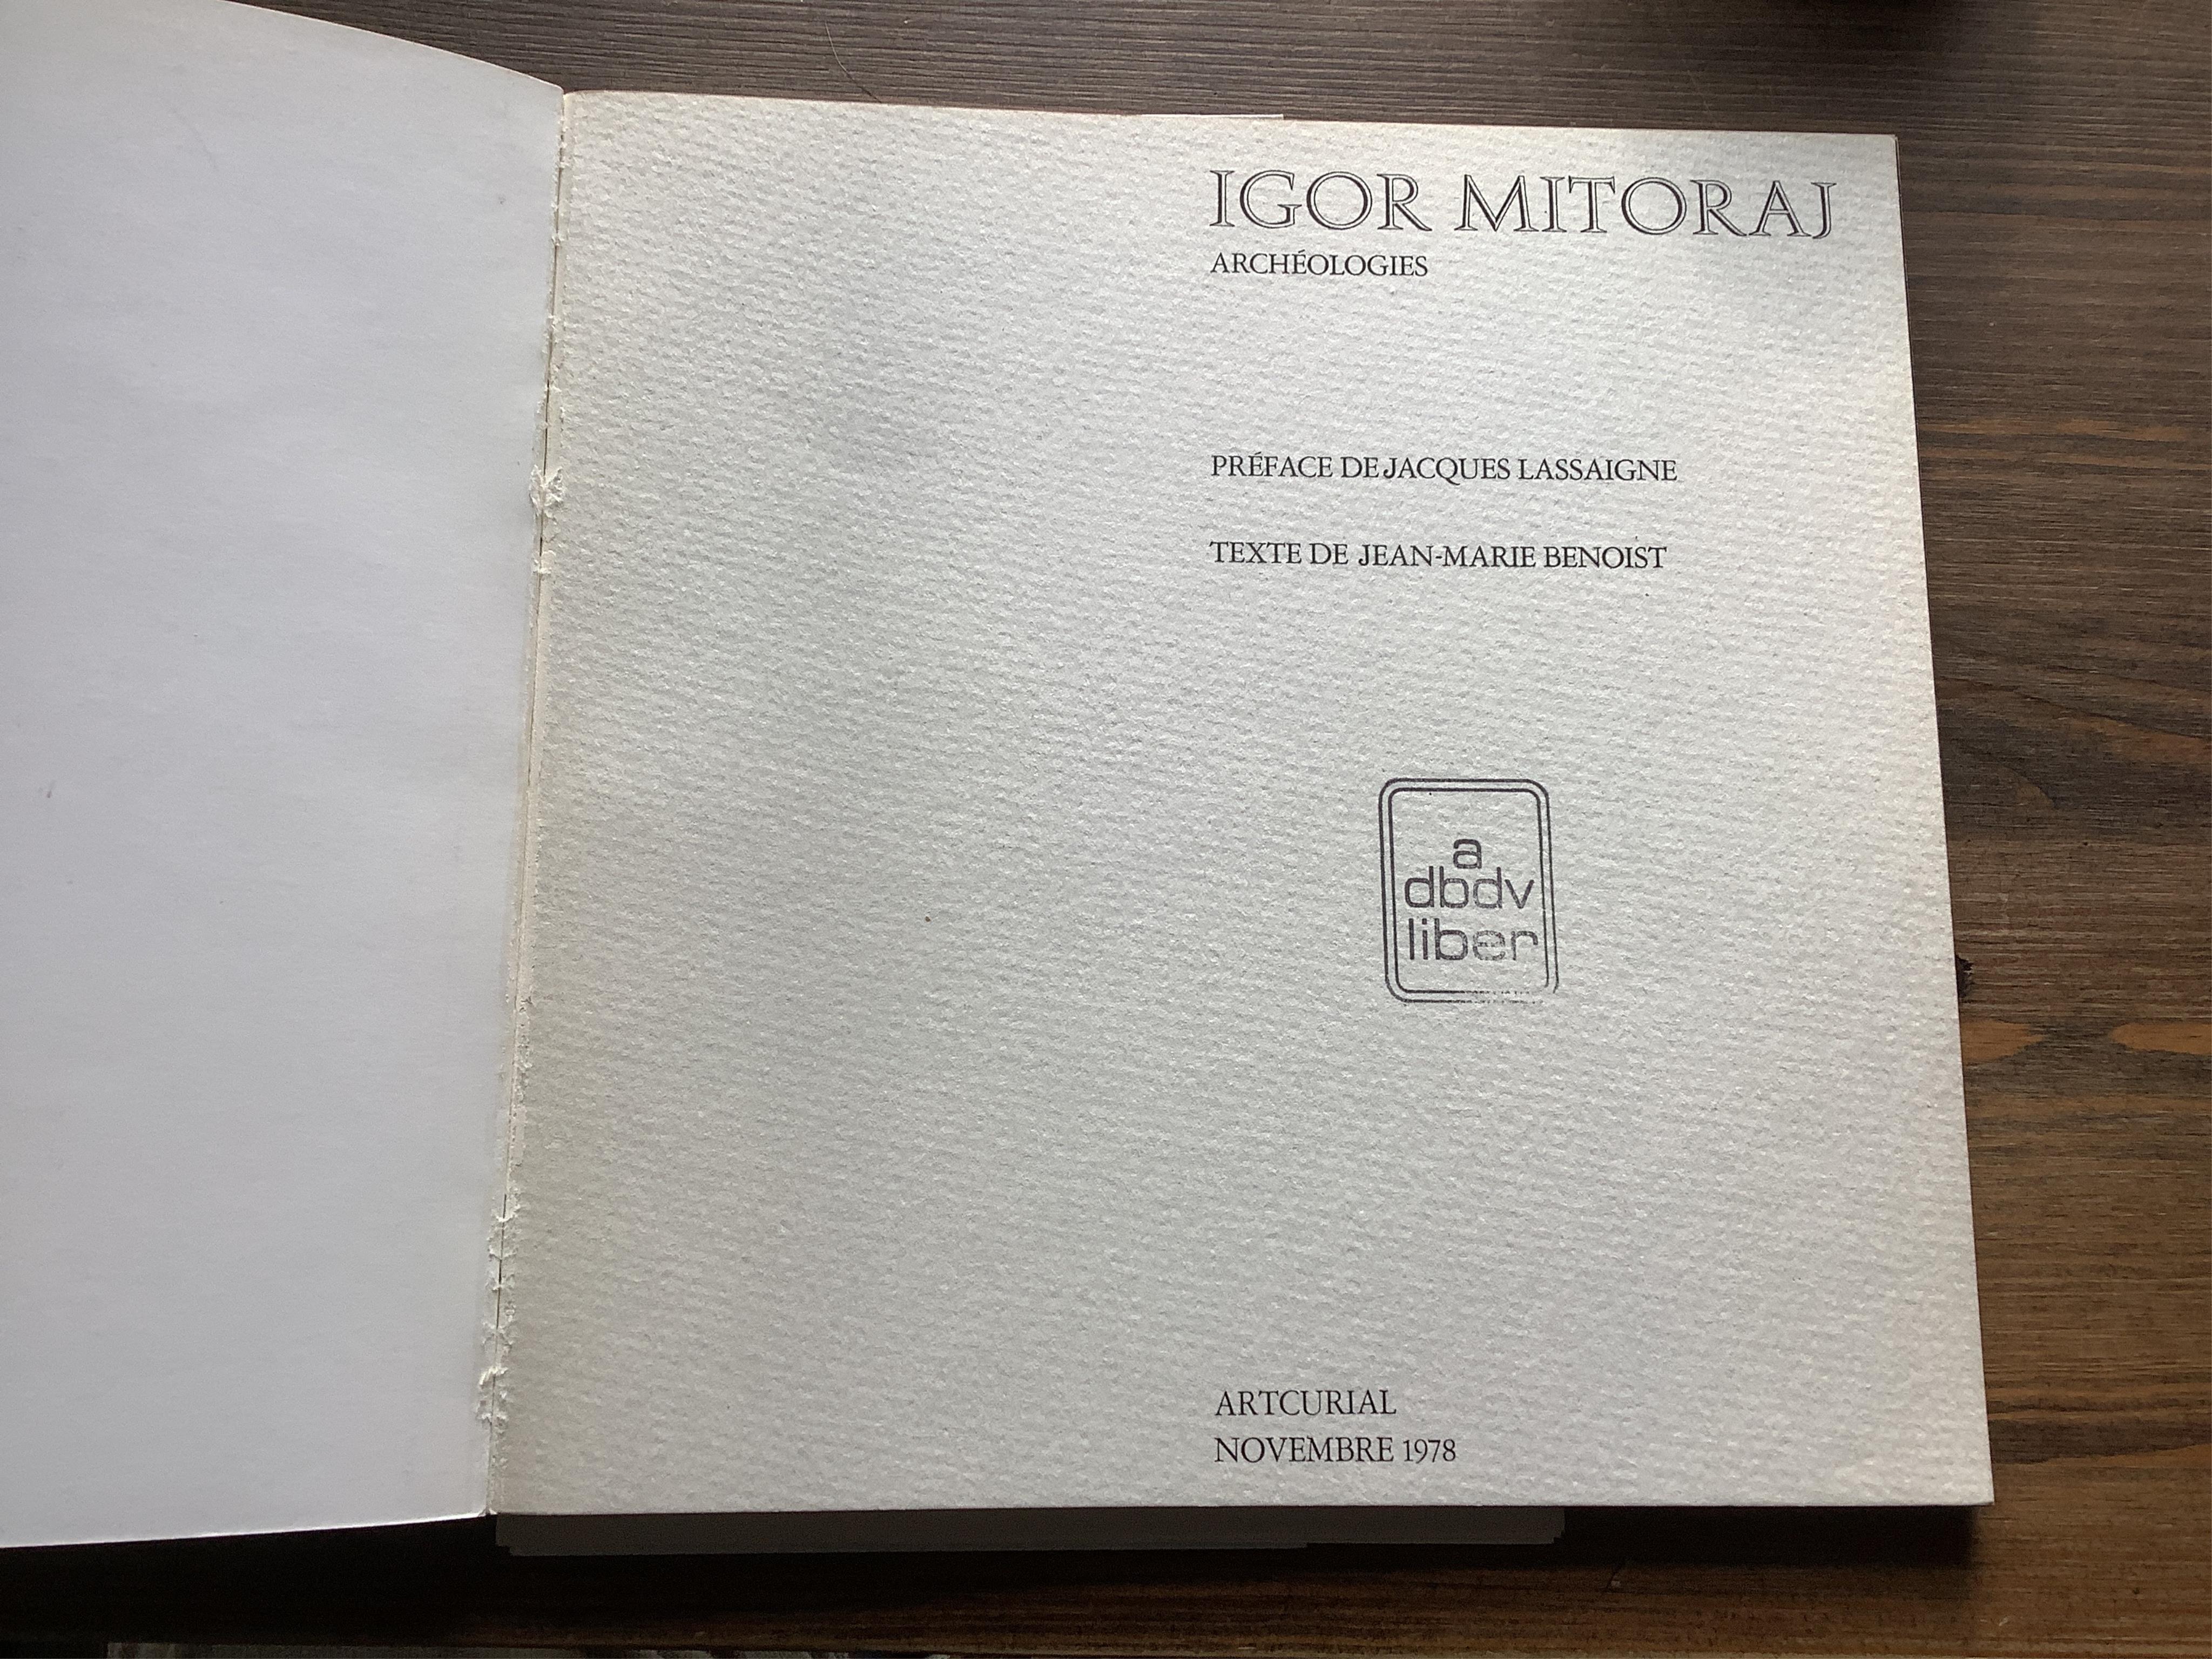 IGOR MITORAJ
ARCHÉOLOGIES
PRÉFACE DE JACQUES LASSAIGNE
TEXTE DE JEAN-MARIE BENOIST
a
dbdv
liber
ARTCURIAL
NOVEMBRE 1978